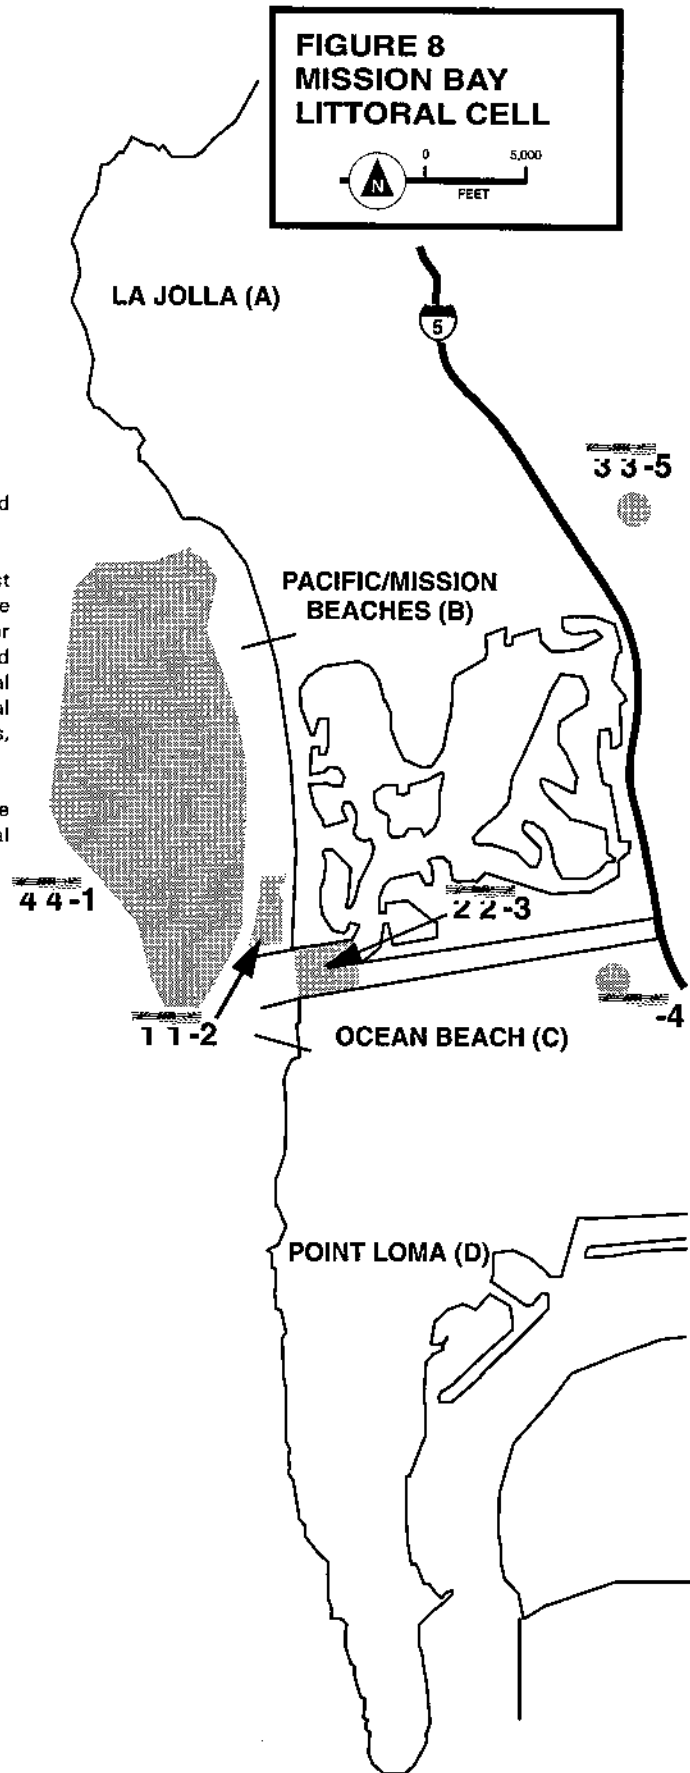 FIGURE 8
MISSION BAY
LITTORAL CELL
0 5,000
N
FEET
LA JOLLA (A)
5
3 3-5
PACIFIC/MISSION
BEACHES (B)
4 4-1
2 2-3
1 1-2
-4
OCEAN BEACH (C)
POINT LOMA (D)